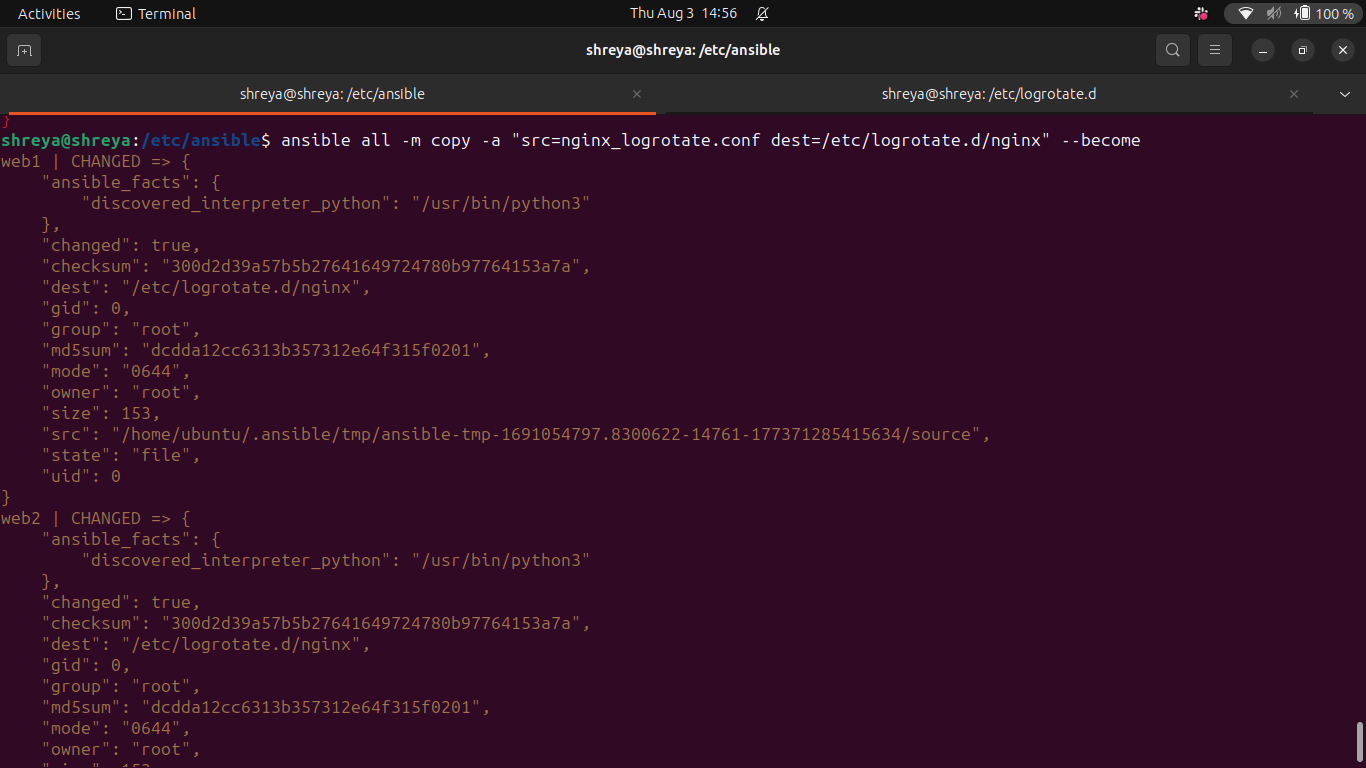 Activities Terminal Thu Aug 3 14:56 100 %
shreya@shreya: /etc/ansible
shreya@shreya: /etc/ansible shreya@shreya: /etc/logrotate.d
}
shreya@shreya:/etc/ansible$ ansible all -m copy -a "src=nginx_logrotate.conf dest=/etc/logrotate.d/nginx" --become
web1 | CHANGED => {
    "ansible_facts": {
        "discovered_interpreter_python": "/usr/bin/python3"
    },
    "changed": true,
    "checksum": "300d2d39a57b5b27641649724780b97764153a7a",
    "dest": "/etc/logrotate.d/nginx",
    "gid": 0,
    "group": "root",
    "md5sum": "dcdda12cc6313b357312e64f315f0201",
    "mode": "0644",
    "owner": "root",
    "size": 153,
    "src": "/home/ubuntu/.ansible/tmp/ansible-tmp-1691054797.8300622-14761-177371285415634/source",
    "state": "file",
    "uid": 0
}
web2 | CHANGED => {
    "ansible_facts": {
        "discovered_interpreter_python": "/usr/bin/python3"
    },
    "changed": true,
    "checksum": "300d2d39a57b5b27641649724780b97764153a7a",
    "dest": "/etc/logrotate.d/nginx",
    "gid": 0,
    "group": "root",
    "md5sum": "dcdda12cc6313b357312e64f315f0201",
    "mode": "0644",
    "owner": "root",